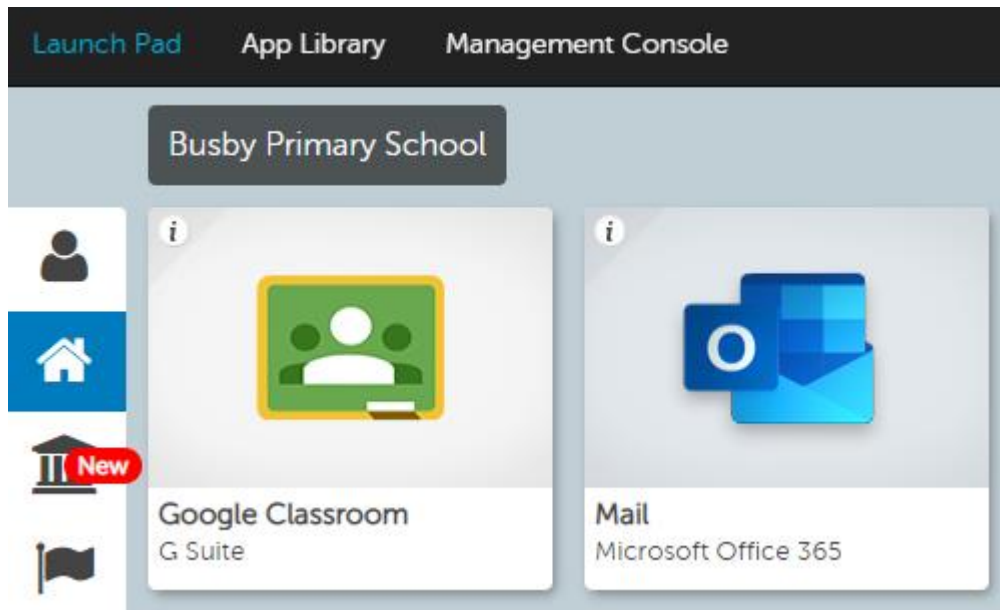 Launch Pad App Library Management Console
Busby Primary School
i
i
New
O
Google Classroom
G Suite
Mail
Microsoft Office 365